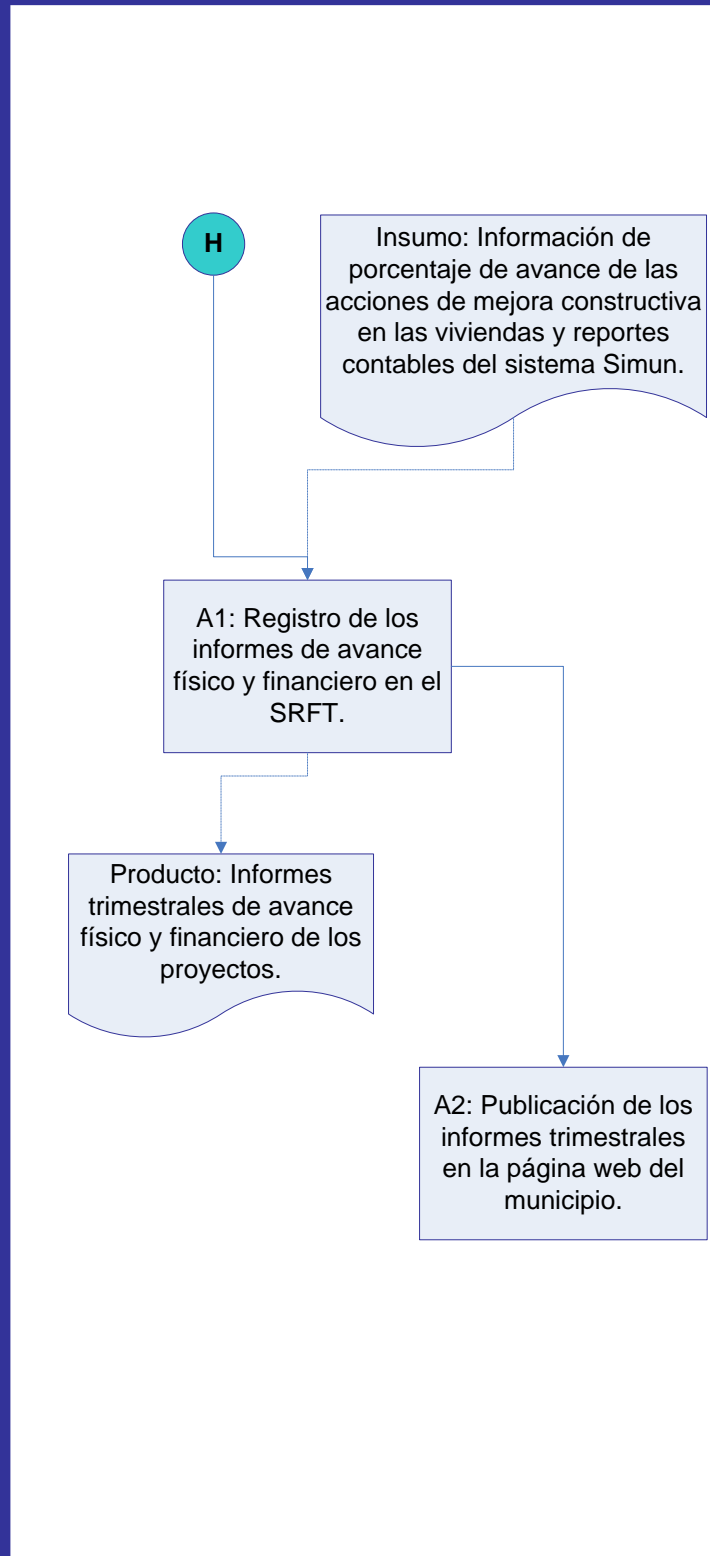 H
Insumo: Información de
porcentaje de avance de las
acciones de mejora constructiva
en las viviendas y reportes
contables del sistema Simun.
A1: Registro de los
informes de avance
físico y financiero en el
SRFT.
Producto: Informes
trimestrales de avance
físico y financiero de los
proyectos.
A2: Publicación de los
informes trimestrales
en la página web del
municipio.